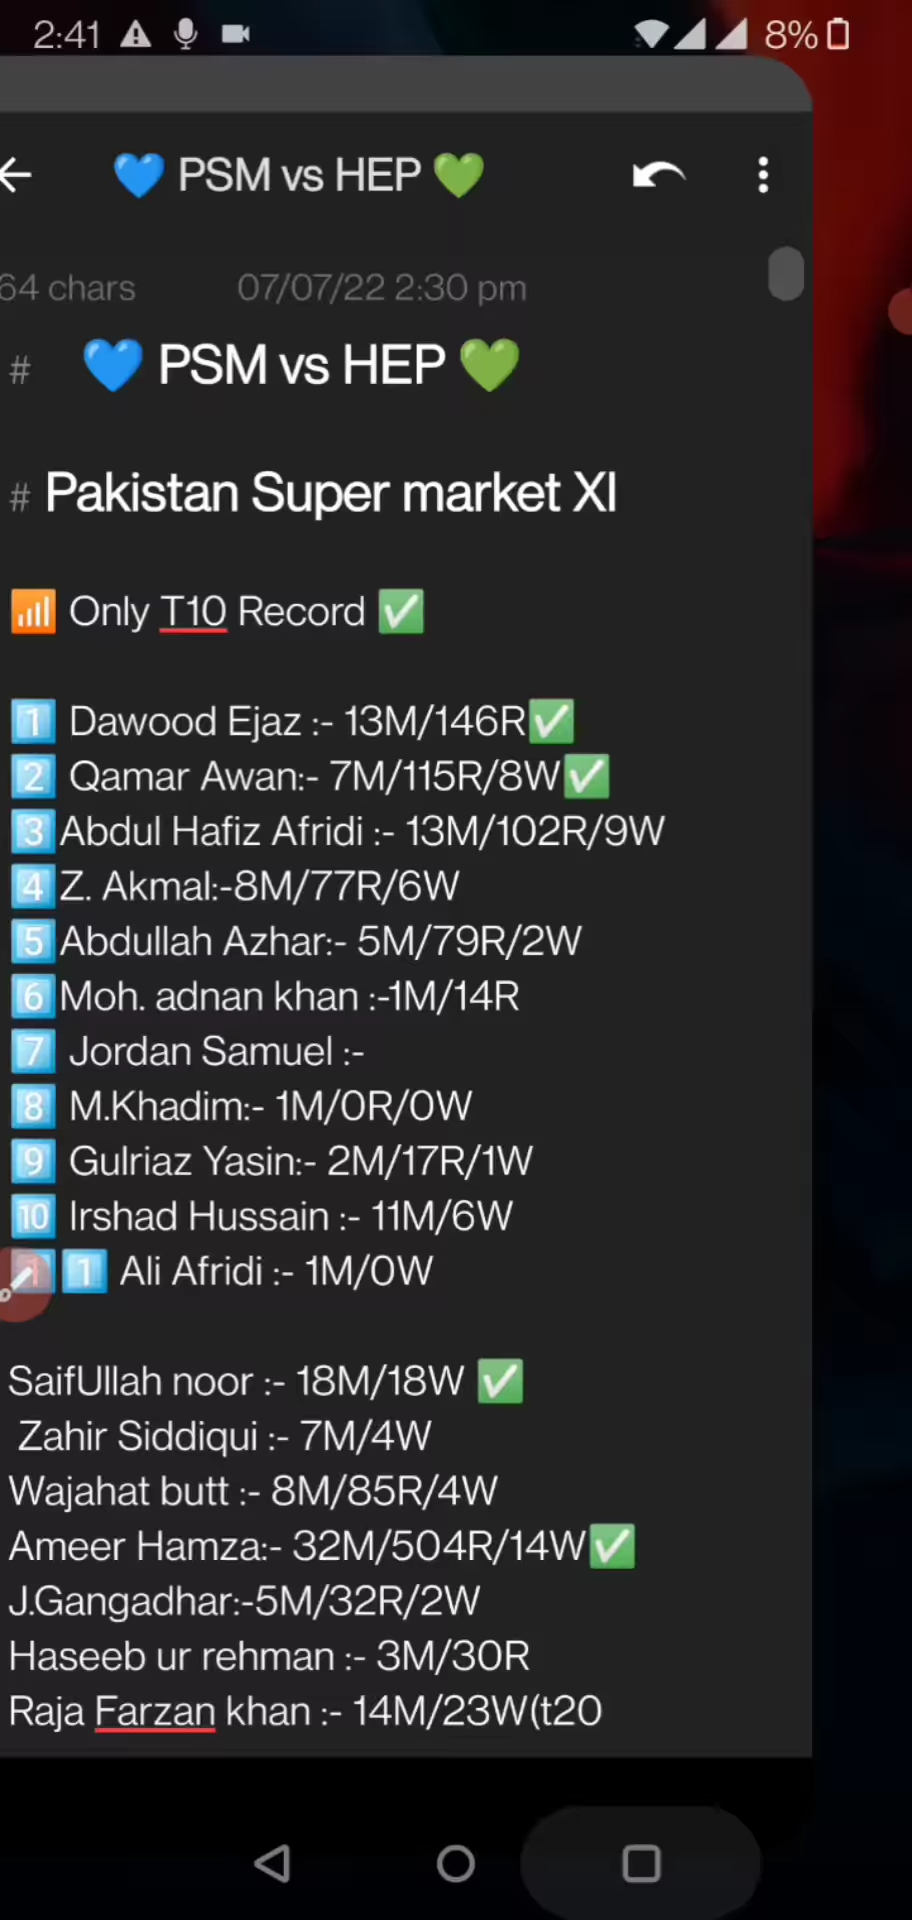 2:41 8%
💙 PSM vs HEP 💚
64 chars 07/07/22 2:30 pm
# 💙 PSM vs HEP 💚
# Pakistan Super market XI
📶 Only T10 Record ✅
1️⃣ Dawood Ejaz :- 13M/146R✅
2️⃣ Qamar Awan:- 7M/115R/8W✅
3️⃣Abdul Hafiz Afridi :- 13M/102R/9W
4️⃣Z. Akmal:-8M/77R/6W
5️⃣Abdullah Azhar:- 5M/79R/2W
6️⃣Moh. adnan khan :-1M/14R
7️⃣ Jordan Samuel :-
8️⃣ M.Khadim:- 1M/0R/0W
9️⃣ Gulriaz Yasin:- 2M/17R/1W
🔟 Irshad Hussain :- 11M/6W
1️⃣1️⃣ Ali Afridi :- 1M/0W
SaifUllah noor :- 18M/18W ✅
Zahir Siddiqui :- 7M/4W
Wajahat butt :- 8M/85R/4W
Ameer Hamza:- 32M/504R/14W✅
J.Gangadhar:-5M/32R/2W
Haseeb ur rehman :- 3M/30R
Raja Farzan khan :- 14M/23W(t20